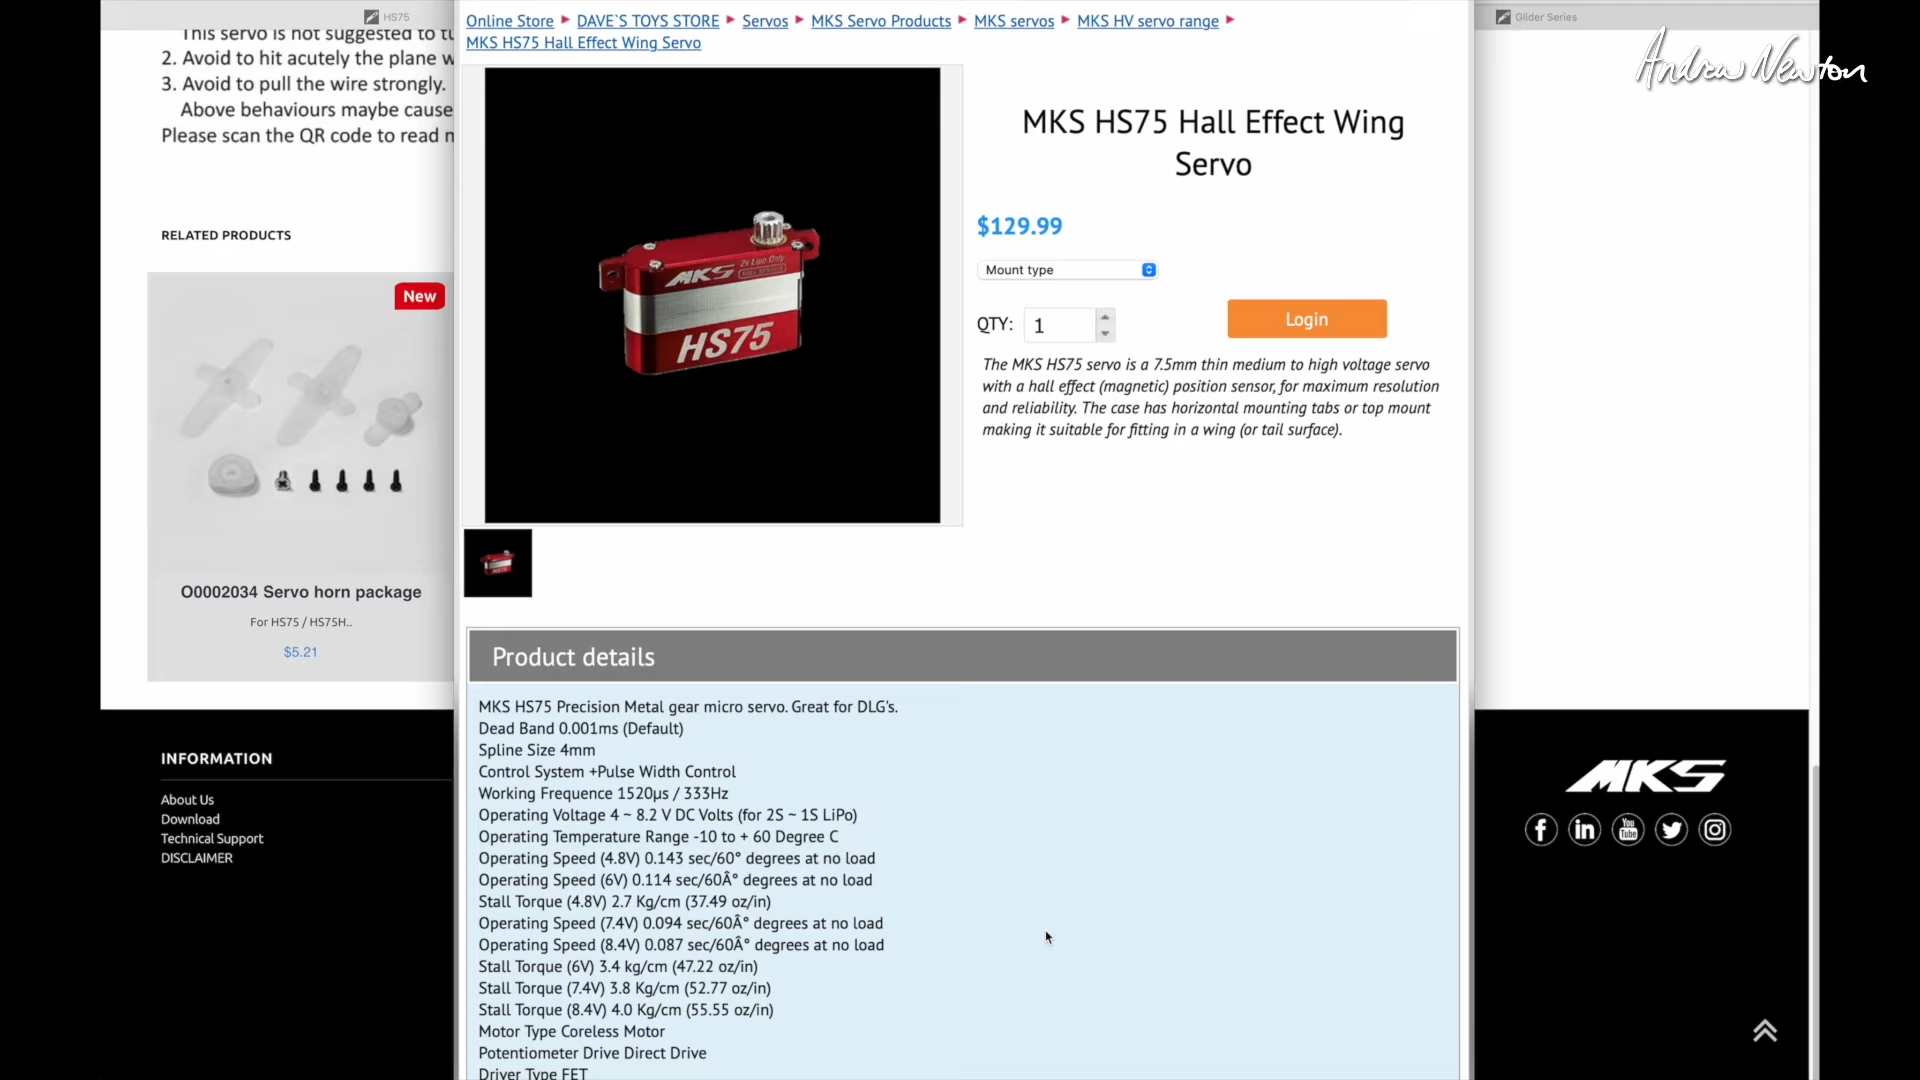 HS75
This servo is not suggested to tu
2. Avoid to hit acutely the plane w
3. Avoid to pull the wire strongly.
Above behaviours maybe cause
Please scan the QR code to read
RELATED PRODUCTS
New
O0002034 Servo horn package
For HS75 / HS75H..
$5.21
INFORMATION
About Us
Download
Technical Support
DISCLAIMER
Online Store DAVE`S TOYS STORE Servos MKS Servo Products MKS servos MKS HV servo range
MKS HS75 Hall Effect Wing Servo
MKS 2s Lipo Only
HS75
MKS HS75 Hall Effect Wing
Servo
$129.99
Mount type
QTY: 1
Login
The MKS HS75 servo is a 7.5mm thin medium to high voltage servo
with a hall effect (magnetic) position sensor, for maximum resolution
and reliability. The case has horizontal mounting tabs or top mount
making it suitable for fitting in a wing (or tail surface).
Product details
MKS HS75 Precision Metal gear micro servo. Great for DLG's.
Dead Band 0.001ms (Default)
Spline Size 4mm
Control System +Pulse Width Control
Working Frequence 1520µs / 333Hz
Operating Voltage 4 ~ 8.2 V DC Volts (for 2S ~ 1S LiPo)
Operating Temperature Range -10 to + 60 Degree C
Operating Speed (4.8V) 0.143 sec/60° degrees at no load
Operating Speed (6V) 0.114 sec/60Â° degrees at no load
Stall Torque (4.8V) 2.7 Kg/cm (37.49 oz/in)
Operating Speed (7.4V) 0.094 sec/60Â° degrees at no load
Operating Speed (8.4V) 0.087 sec/60Â° degrees at no load
Stall Torque (6V) 3.4 kg/cm (47.22 oz/in)
Stall Torque (7.4V) 3.8 Kg/cm (52.77 oz/in)
Stall Torque (8.4V) 4.0 Kg/cm (55.55 oz/in)
Motor Type Coreless Motor
Potentiometer Drive Direct Drive
Driver Type FET
Glider Series
Andrew Newton
MKS
You
Tube